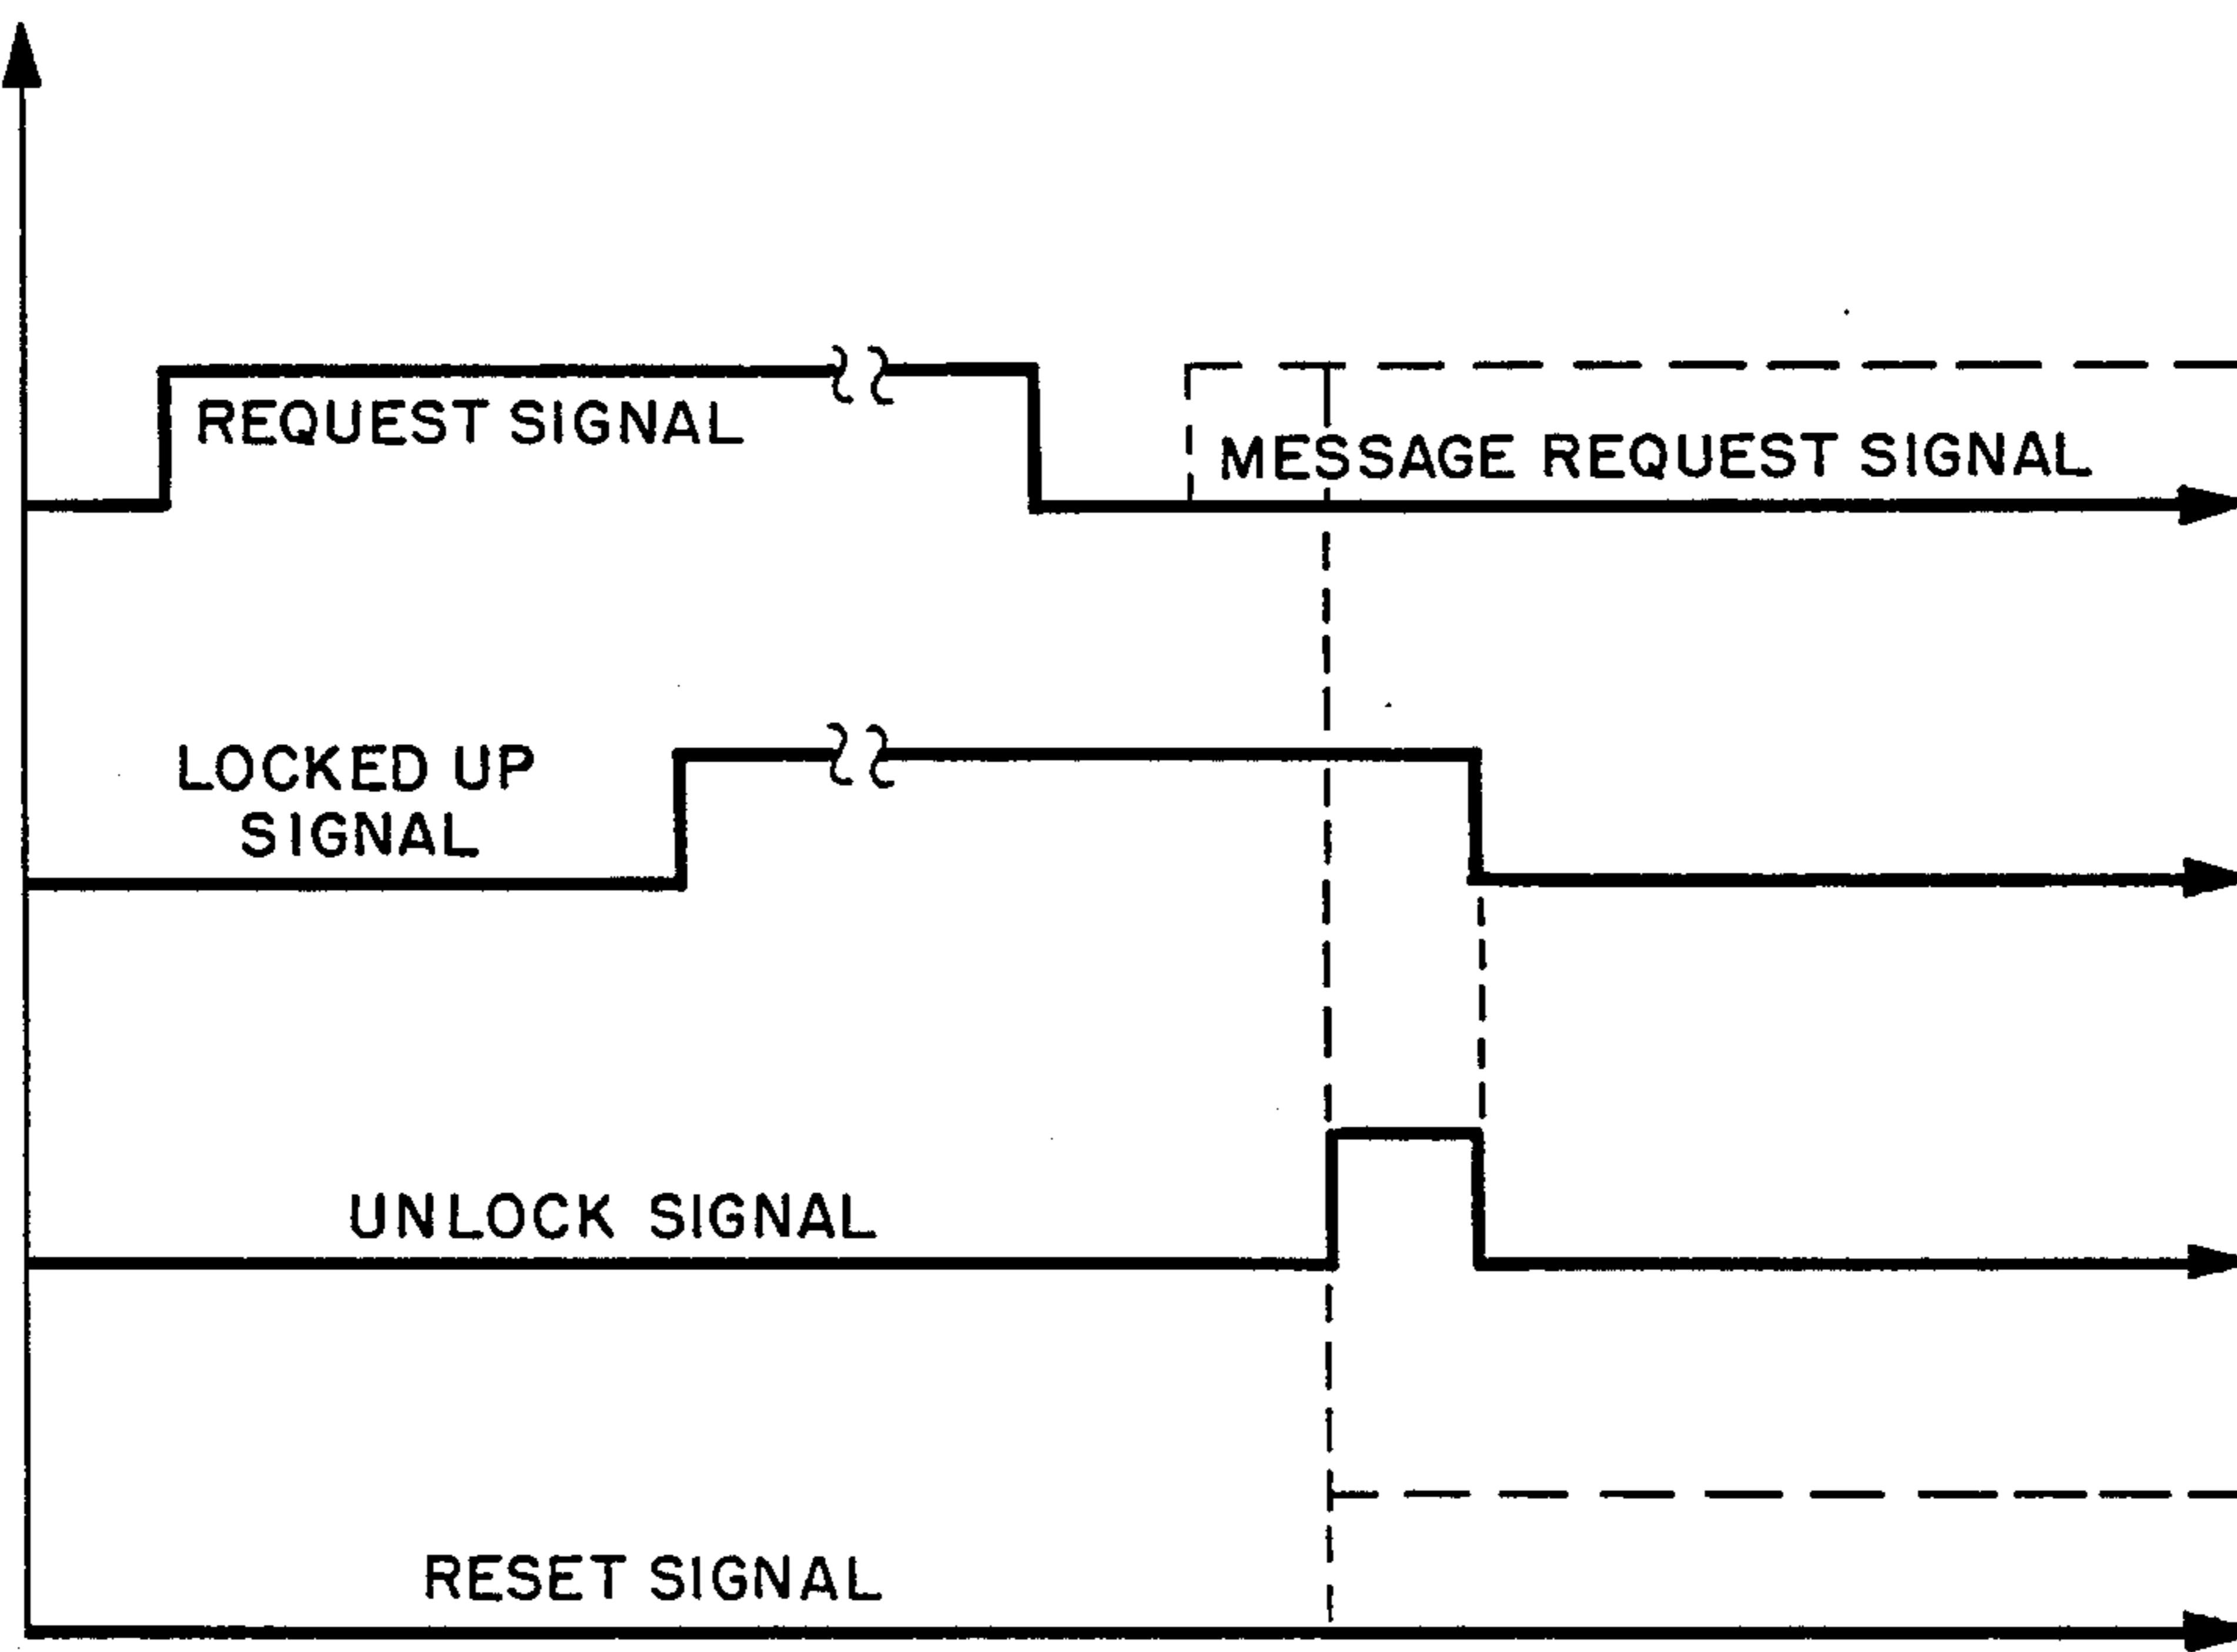 REQUEST SIGNAL
MESSAGE REQUEST SIGNAL
LOCKED UP
SIGNAL
UNLOCK SIGNAL
RESET SIGNAL